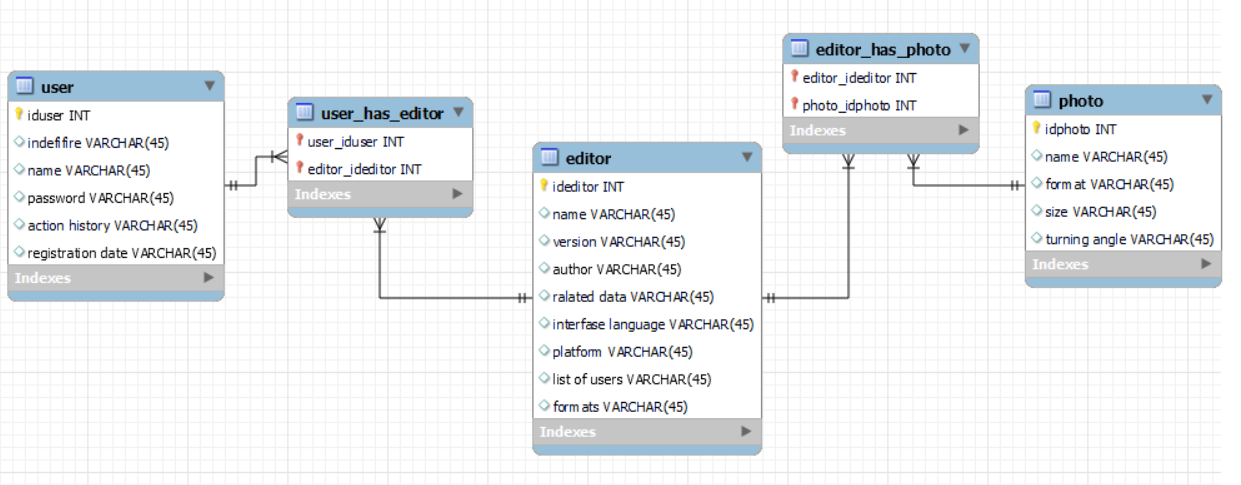 user
iduser INT
indefifire VARCHAR(45)
name VARCHAR(45)
password VARCHAR(45)
action history VARCHAR(45)
registration date VARCHAR(45)
Indexes
user_has_editor
user_iduser INT
editor_ideditor INT
Indexes
editor
ideditor INT
name VARCHAR(45)
version VARCHAR(45)
author VARCHAR(45)
ralated data VARCHAR(45)
interfase language VARCHAR(45)
platform VARCHAR(45)
list of users VARCHAR(45)
formats VARCHAR(45)
Indexes
editor_has_photo
editor_ideditor INT
photo_idphoto INT
Indexes
photo
idphoto INT
name VARCHAR(45)
format VARCHAR(45)
size VARCHAR(45)
turning angle VARCHAR(45)
Indexes